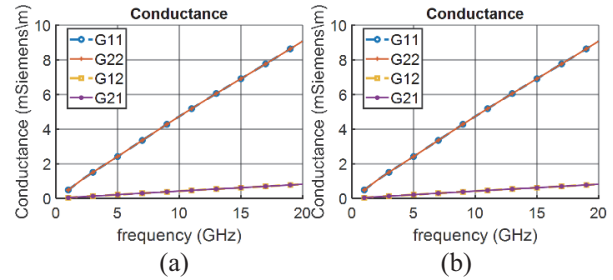 Conductance
Conductance (mSiemens\m)
10
8
6
4
2
0
G11
G22
G12
G21
0 5 10 15 20
frequency (GHz)
(a)
Conductance
Conductance (mSiemens\m)
10
8
6
4
2
0
G11
G22
G12
G21
0 5 10 15 20
frequency (GHz)
(b)